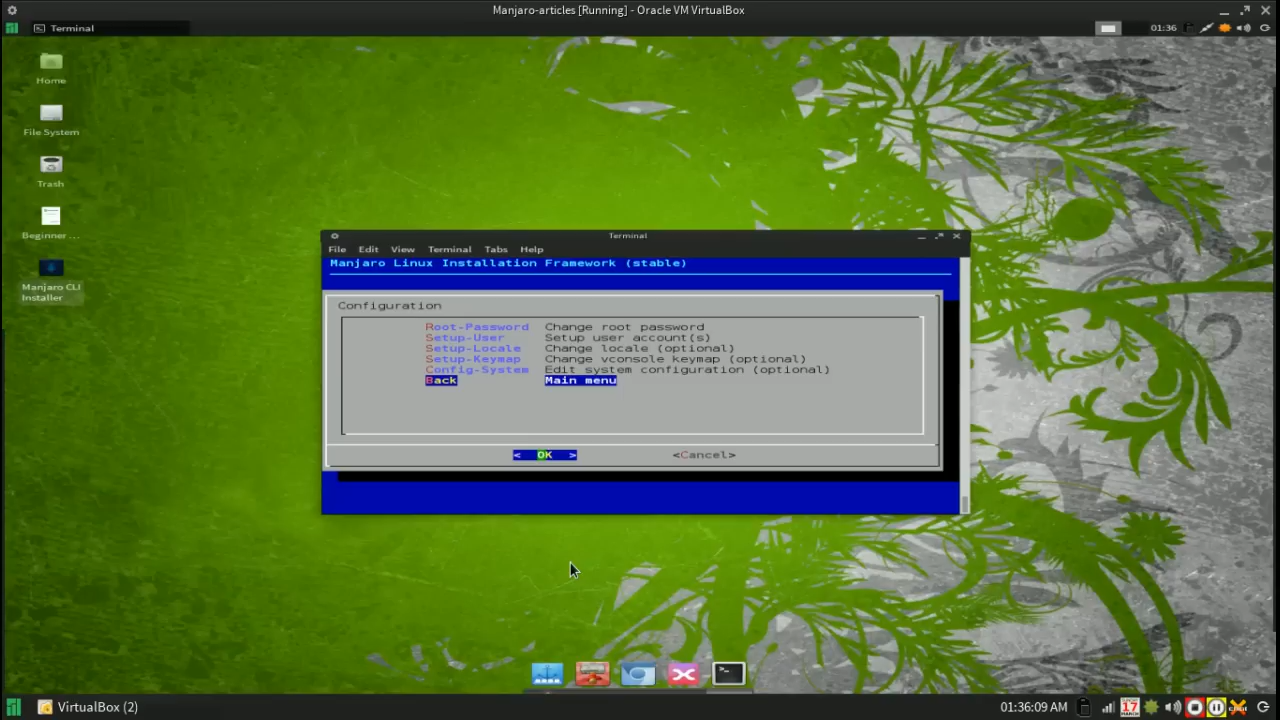 Manjaro-articles [Running] - Oracle VM VirtualBox
Terminal
01:36
Home
File System
Trash
Beginner ...
Manjaro CLI
Installer
Terminal
File Edit View Terminal Tabs Help
Manjaro Linux Installation Framework (stable)
Configuration
Root-Password Change root password
Setup-User Setup user account(s)
Setup-Locale Change locale (optional)
Setup-Keymap Change vconsole keymap (optional)
Config-System Edit system configuration (optional)
Back Main menu
< OK > <Cancel>
VirtualBox (2)
01:36:09 AM
17